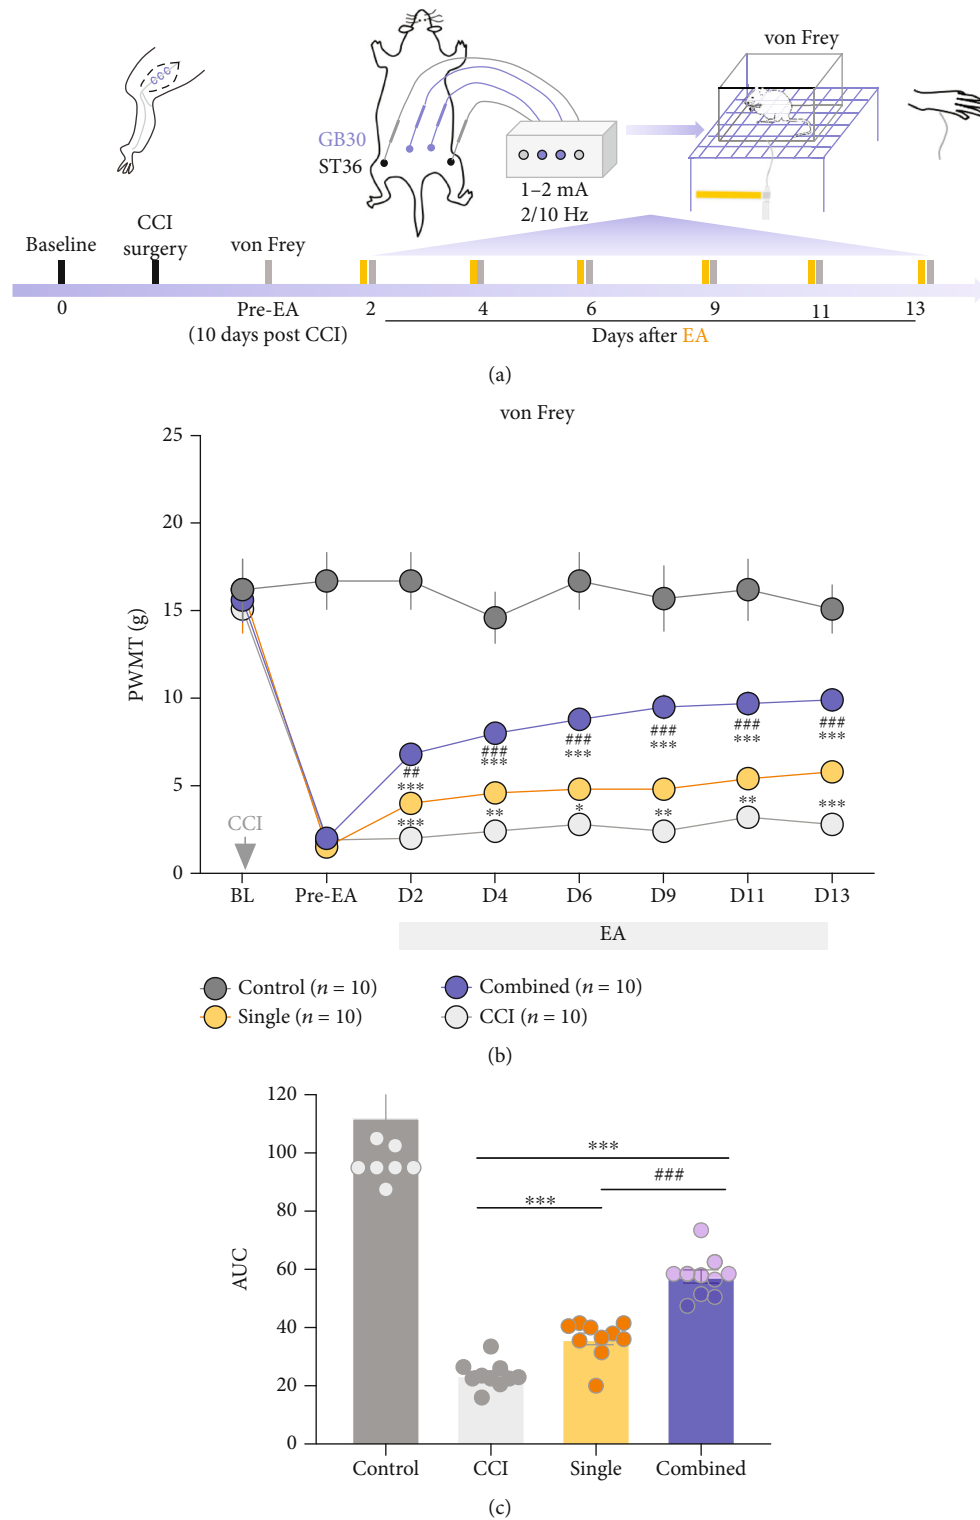 von Frey
GB30
ST36
1–2 mA
2/10 Hz
Baseline
CCI
surgery
von Frey
0
Pre-EA
(10 days post CCI)
2
4
6
9
11
13
Days after EA
(a)
von Frey
25
20
15
10
5
0
PWMT (g)
CCI
##
***
***
###
***
**
###
***
*
###
***
**
###
***
**
###
***
***
BL
Pre-EA
D2
D4
D6
D9
D11
D13
EA
Control (n = 10)
Combined (n = 10)
Single (n = 10)
CCI (n = 10)
(b)
120
100
80
60
40
20
0
AUC
***
###
***
Control
CCI
Single
Combined
(c)